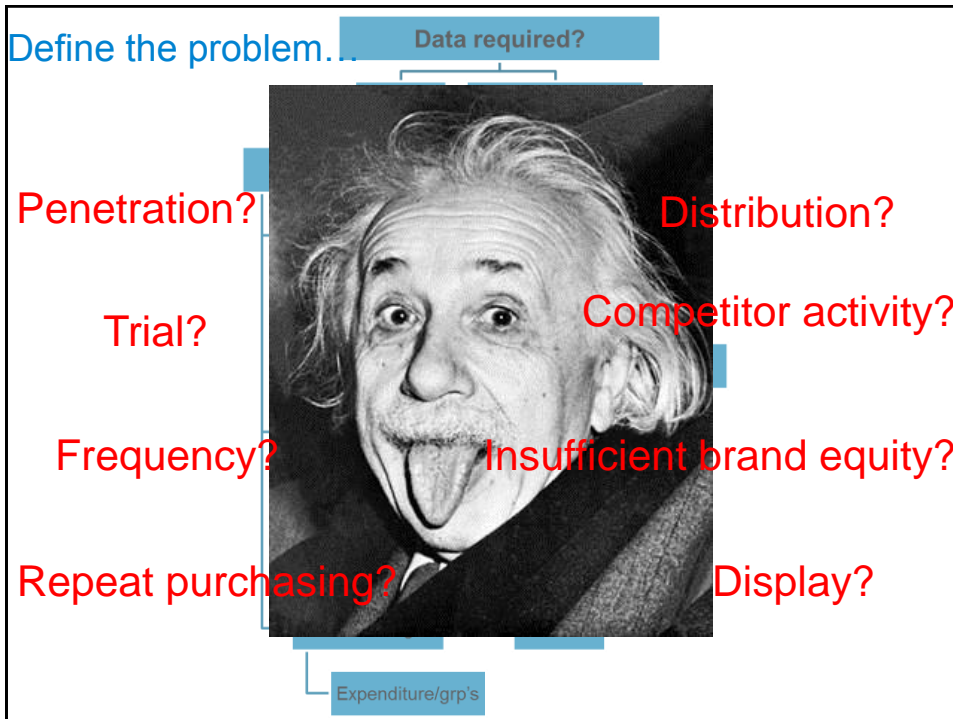 Define the problem…
Data required?
Penetration?
Distribution?
Trial?
Competitor activity?
Frequency?
Insufficient brand equity?
Repeat purchasing?
Display?
Expenditure/grp's